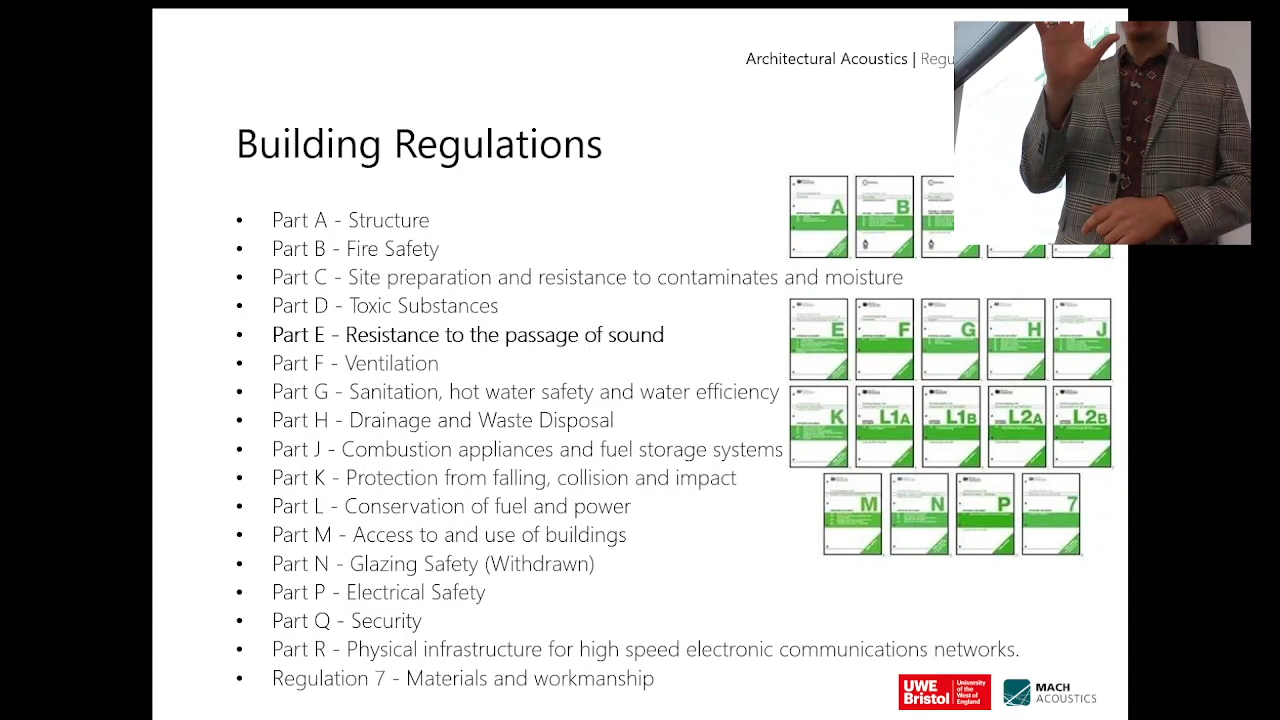 Architectural Acoustics | Regu
Building Regulations
• Part A - Structure
• Part B - Fire Safety
• Part C - Site preparation and resistance to contaminates and moisture
• Part D - Toxic Substances
• Part E - Resistance to the passage of sound
• Part F - Ventilation
• Part G - Sanitation, hot water safety and water efficiency
• Part H - Drainage and Waste Disposal
• Part J - Combustion appliances and fuel storage systems
• Part K - Protection from falling, collision and impact
• Part L - Conservation of fuel and power
• Part M - Access to and use of buildings
• Part N - Glazing Safety (Withdrawn)
• Part P - Electrical Safety
• Part Q - Security
• Part R - Physical infrastructure for high speed electronic communications networks.
• Regulation 7 - Materials and workmanship
A B
E F G H J
K L1A L1B L2A L2B
M N P 7
UWE Bristol
University of the West of England
MACH ACOUSTICS